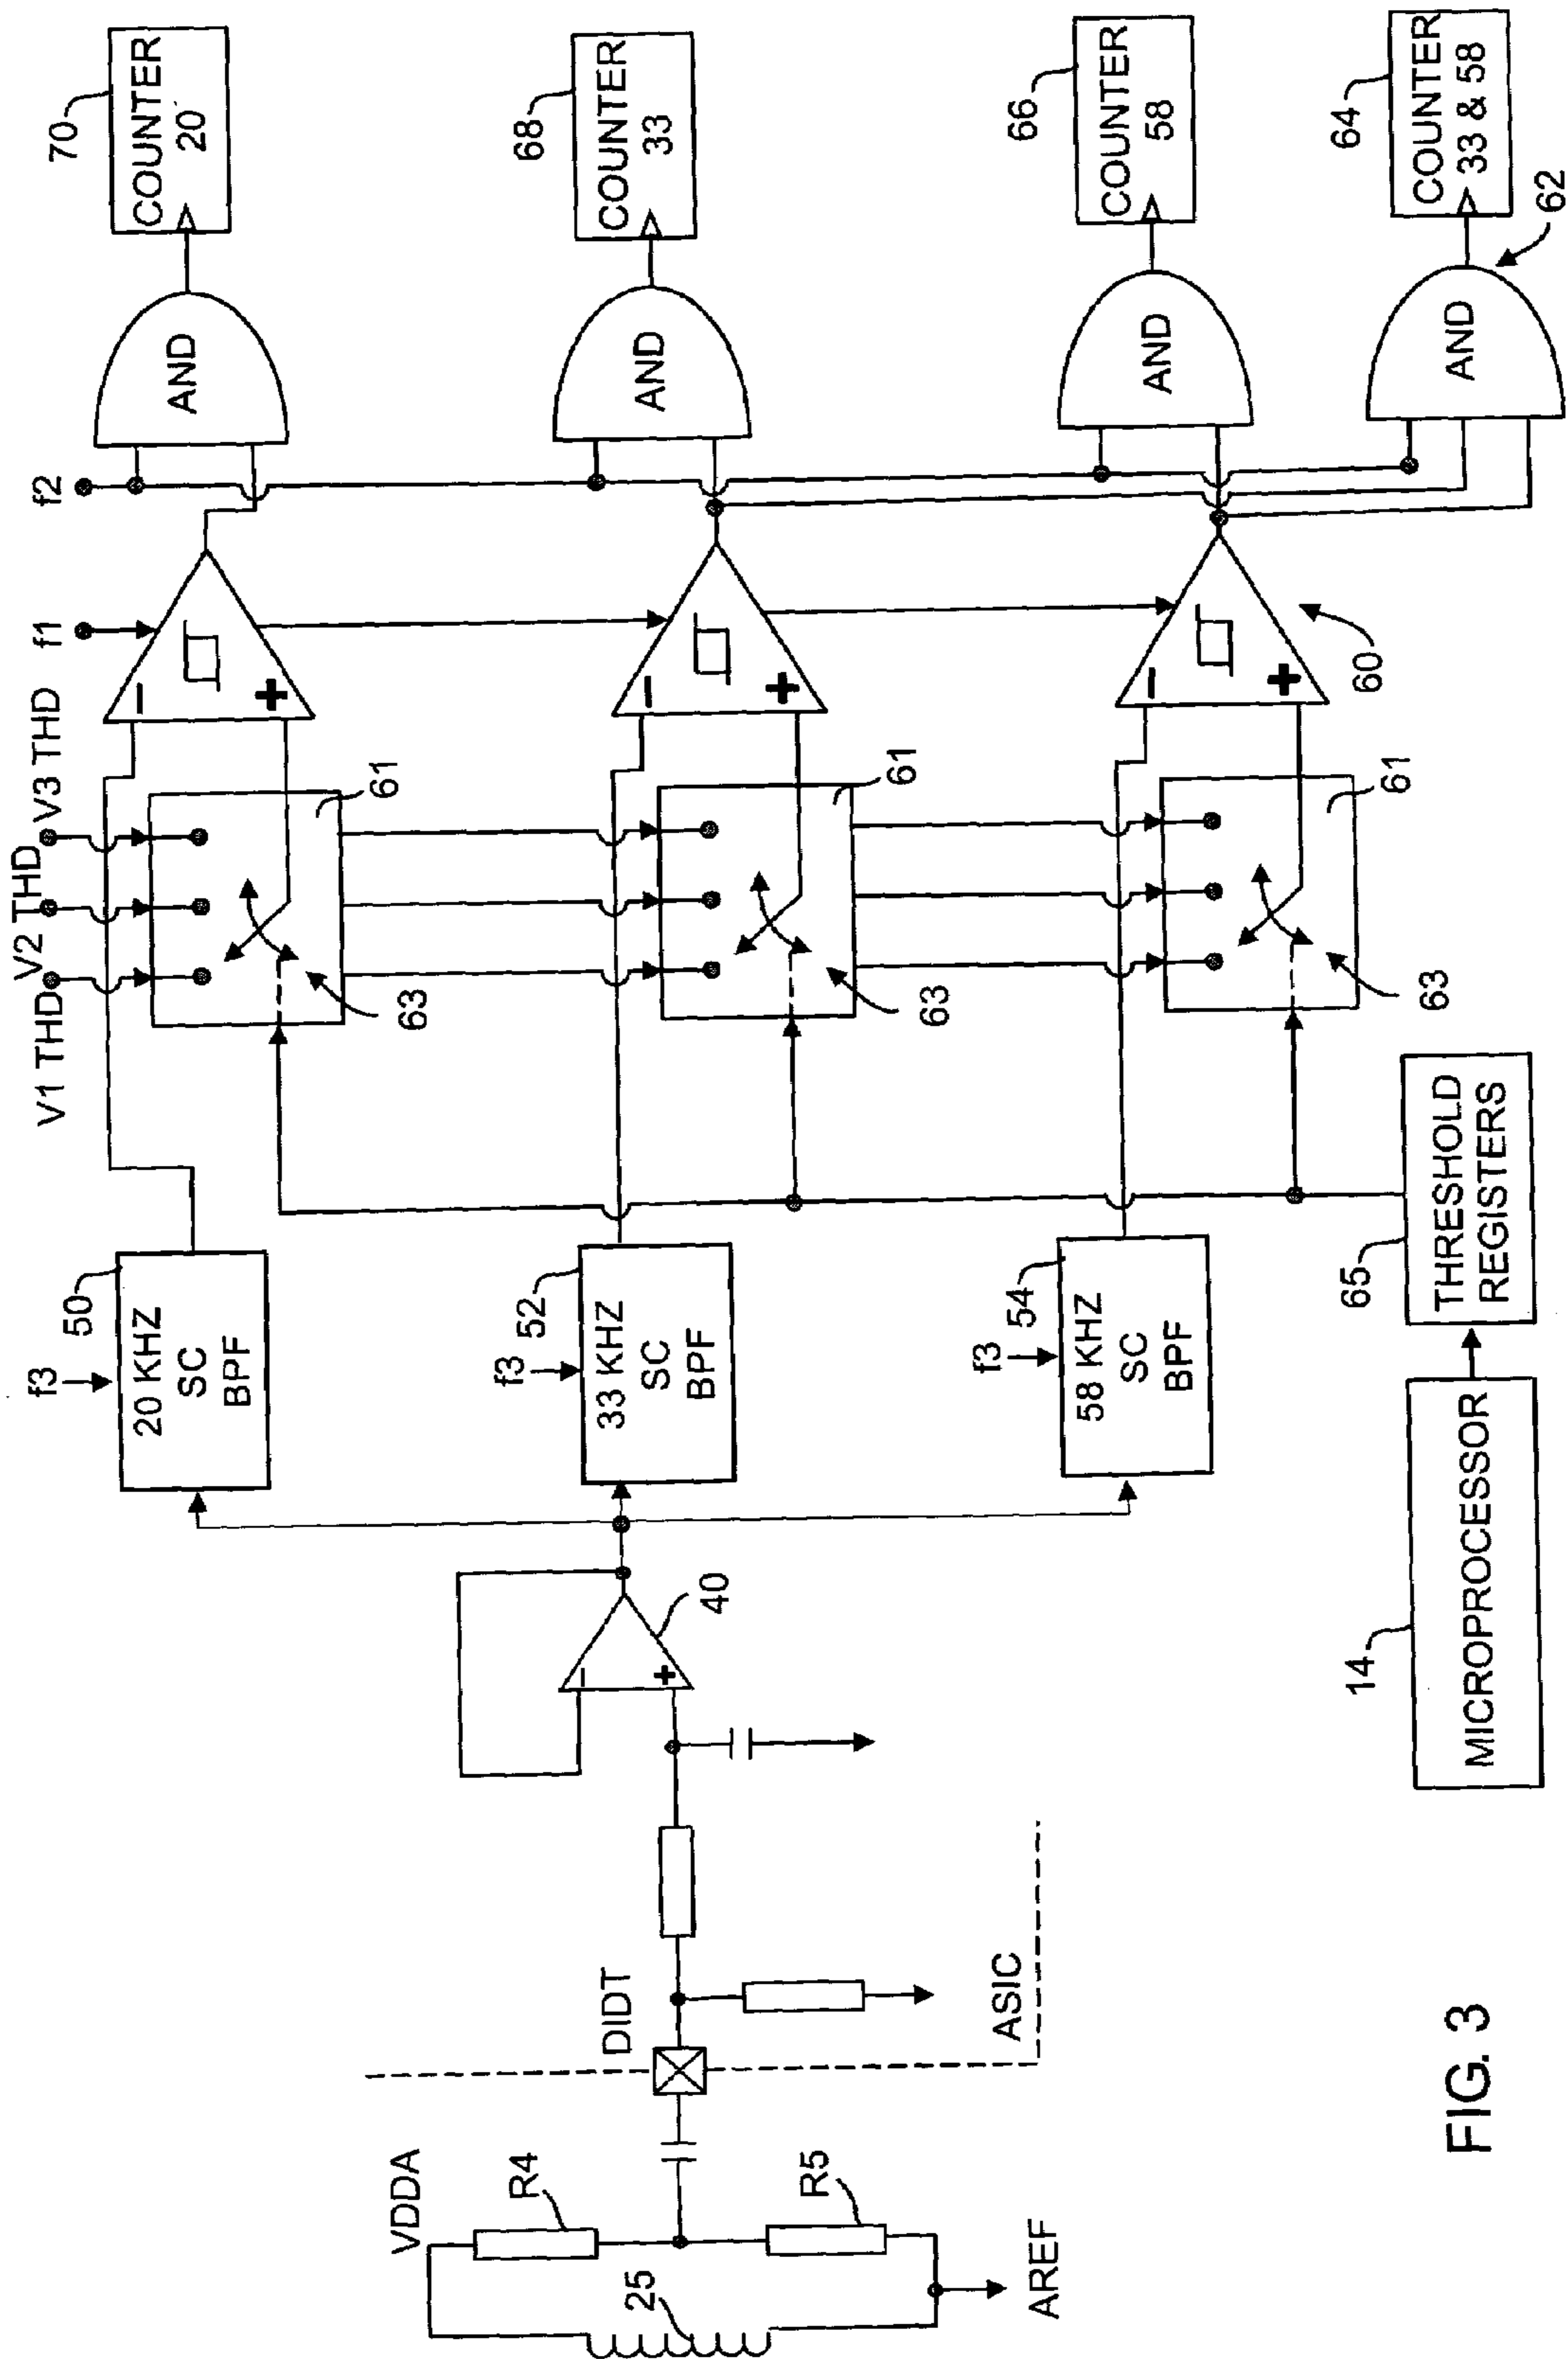 VDDA
R4
25
R5
AREF
DIDT
ASIC
−
+
40
f3
50
20 KHZ
SC
BPF
f3
52
33 KHZ
SC
BPF
f3
54
58 KHZ
SC
BPF
14
MICROPROCESSOR
65
THRESHOLD
REGISTERS
V1 THD
V2 THD
V3 THD
f1
f2
61
63
61
63
61
63
−
+
−
+
−
+
60
AND
AND
AND
AND
62
70
COUNTER
20
68
COUNTER
33
66
COUNTER
58
64
COUNTER
33 & 58
FIG. 3